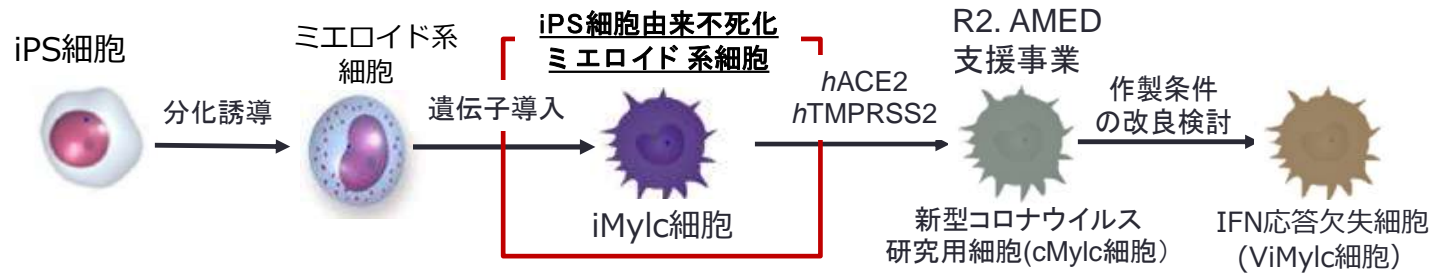 iPS細胞
分化誘導
ミエロイド系
細胞
遺伝子導入
iPS細胞由来不死化
ミエロイド系細胞
iMylc細胞
hACE2
hTMPRSS2
R2. AMED
支援事業
新型コロナウイルス
研究用細胞(cMylc細胞)
作製条件
の改良検討
IFN応答欠失細胞
(ViMylc細胞)